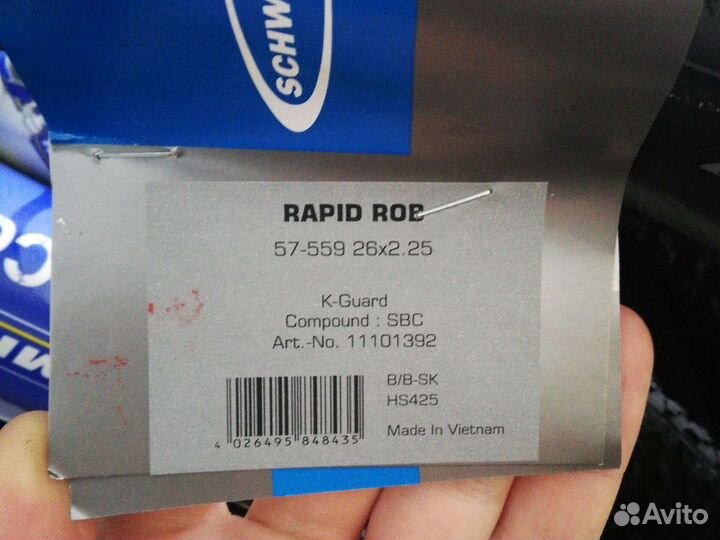 SCHW
RAPID ROB
57-559 26x2.25
K-Guard
Compound : SBC
Art.-No. 11101392
B/B-SK
HS425
4 026495 848435
Made In Vietnam
Avito